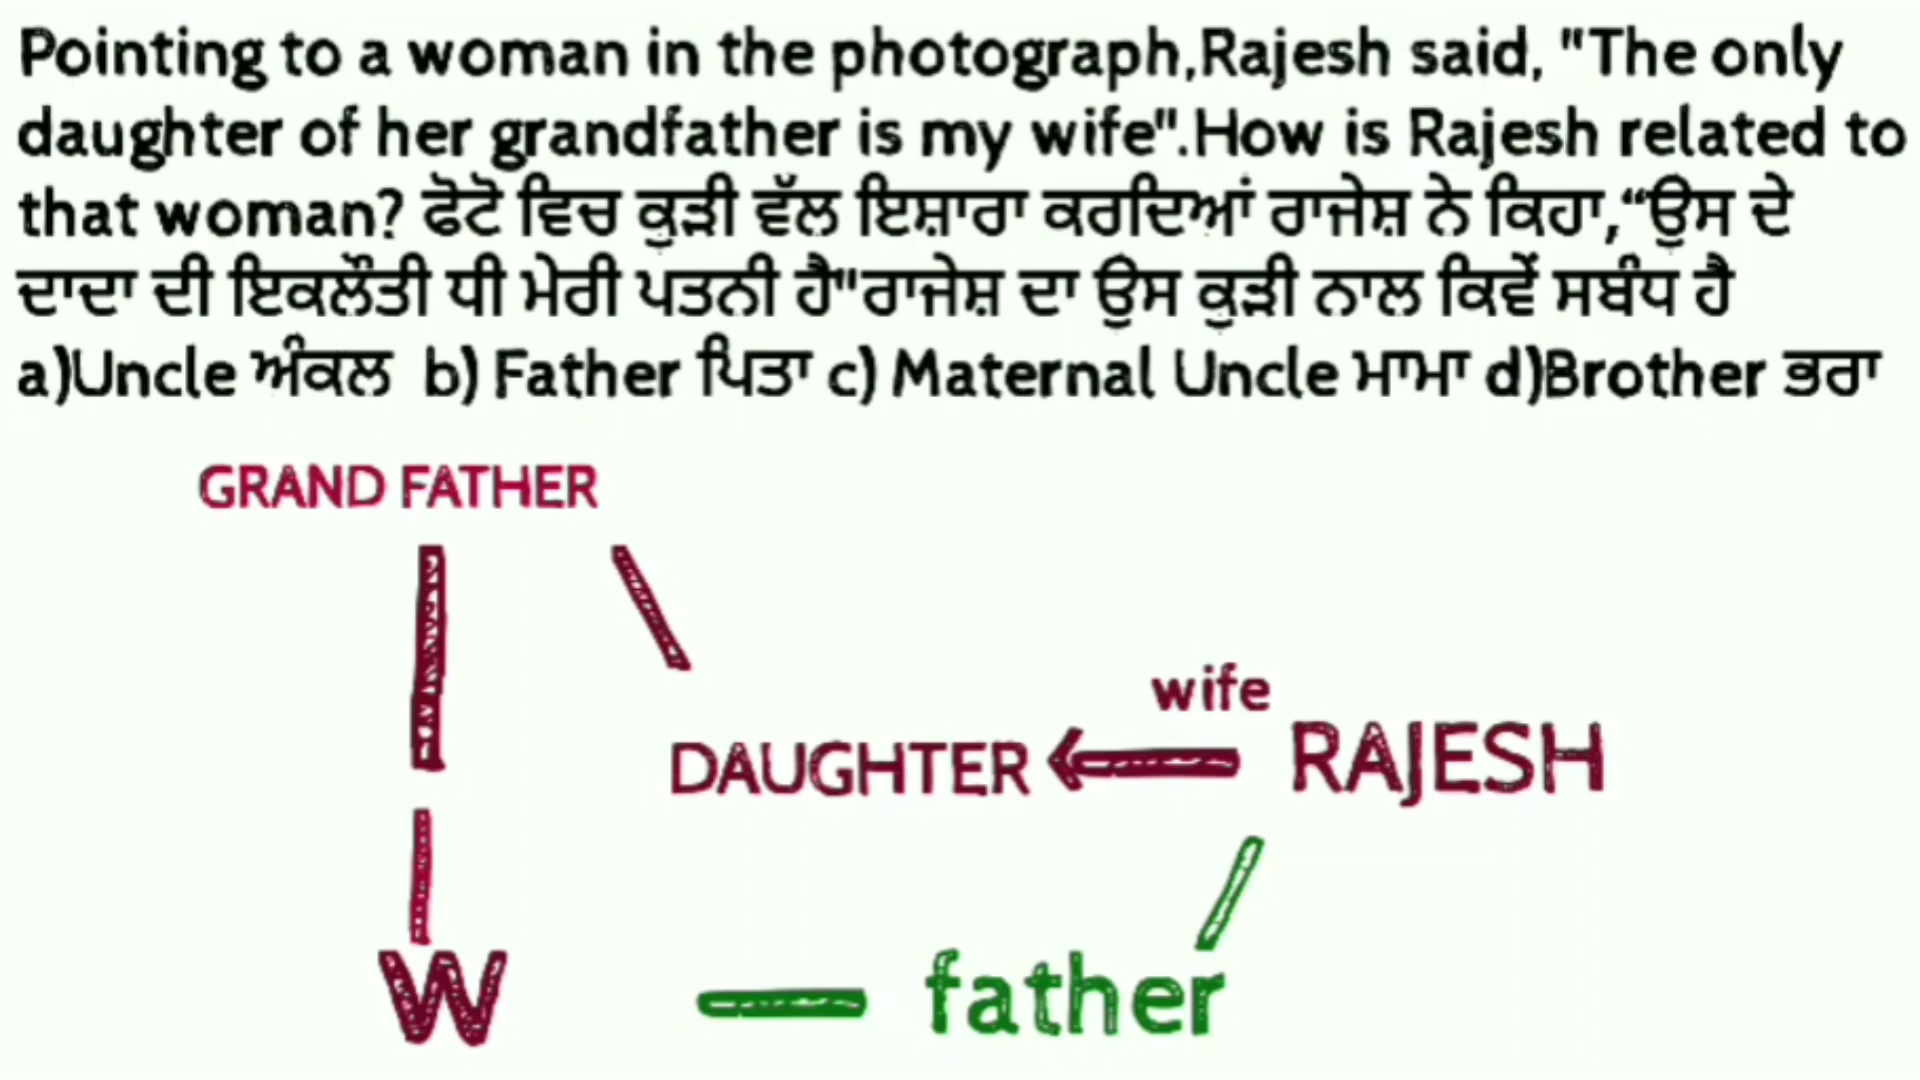 Pointing to a woman in the photograph,Rajesh said, "The only
daughter of her grandfather is my wife".How is Rajesh related to
that woman? ਫੋਟੋ ਵਿਚ ਕੁੜੀ ਵੱਲ ਇਸ਼ਾਰਾ ਕਰਦਿਆਂ ਰਾਜੇਸ਼ ਨੇ ਕਿਹਾ,“ਉਸ ਦੇ
ਦਾਦਾ ਦੀ ਇਕਲੌਤੀ ਧੀ ਮੇਰੀ ਪਤਨੀ ਹੈ"ਰਾਜੇਸ਼ ਦਾ ਉਸ ਕੁੜੀ ਨਾਲ ਕਿਵੇਂ ਸਬੰਧ ਹੈ
a)Uncle ਅੰਕਲ b) Father ਪਿਤਾ c) Maternal Uncle ਮਾਮਾ d)Brother ਭਰਾ
GRAND FATHER
wife
DAUGHTER RAJESH
W father